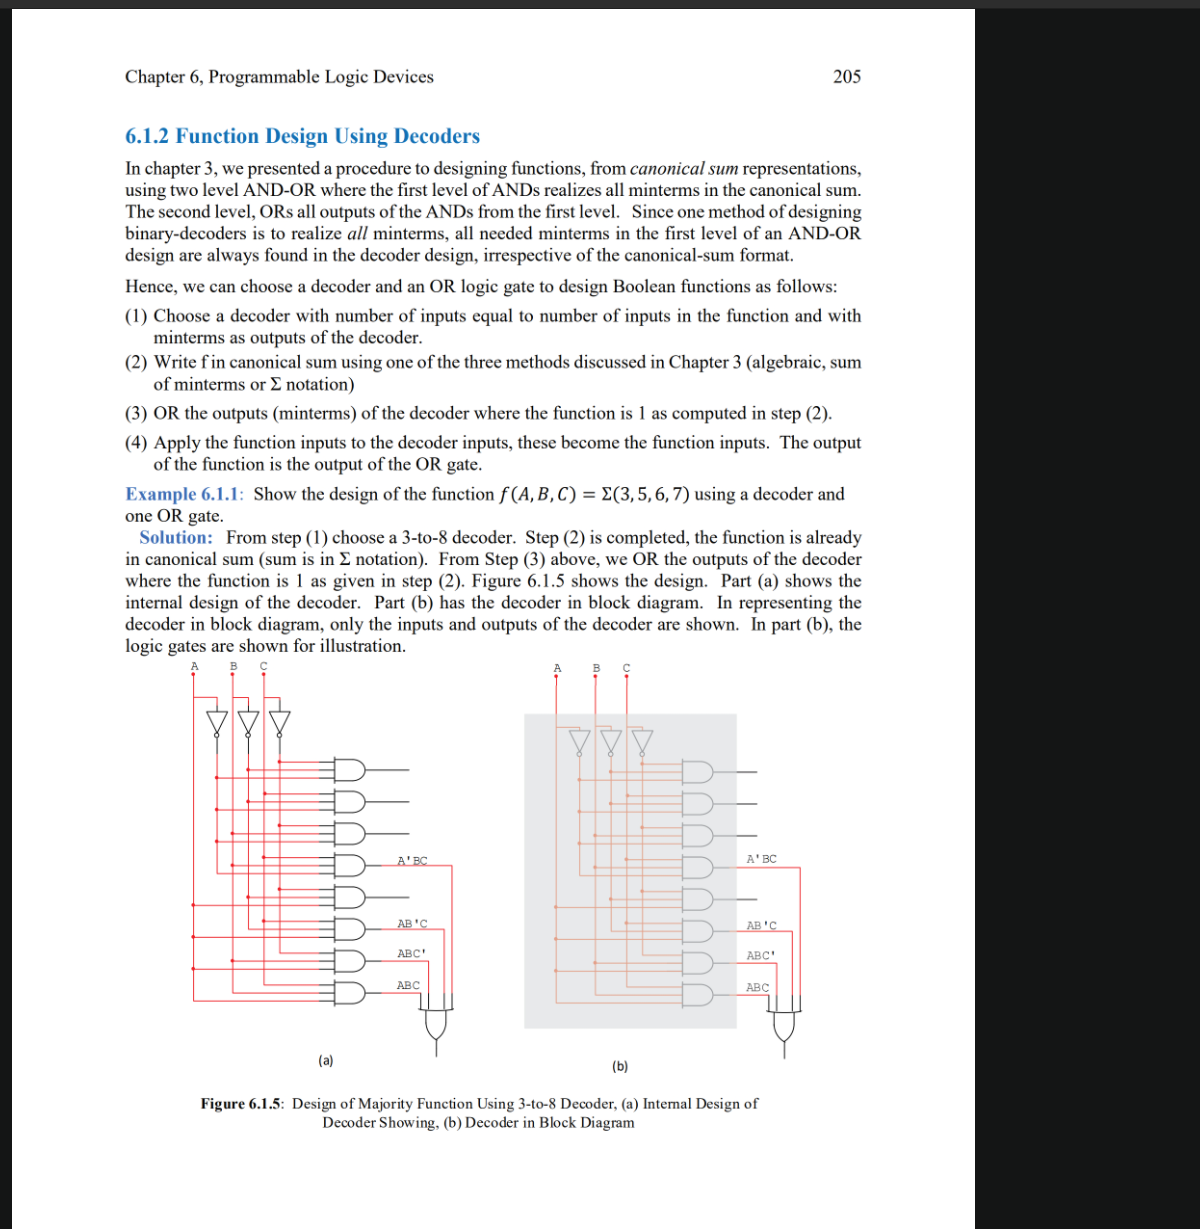 Chapter 6, Programmable Logic Devices 205
6.1.2 Function Design Using Decoders
In chapter 3, we presented a procedure to designing functions, from canonical sum representations,
using two level AND-OR where the first level of ANDs realizes all minterms in the canonical sum.
The second level, ORs all outputs of the ANDs from the first level. Since one method of designing
binary-decoders is to realize all minterms, all needed minterms in the first level of an AND-OR
design are always found in the decoder design, irrespective of the canonical-sum format.
Hence, we can choose a decoder and an OR logic gate to design Boolean functions as follows:
(1) Choose a decoder with number of inputs equal to number of inputs in the function and with
minterms as outputs of the decoder.
(2) Write f in canonical sum using one of the three methods discussed in Chapter 3 (algebraic, sum
of minterms or Σ notation)
(3) OR the outputs (minterms) of the decoder where the function is 1 as computed in step (2).
(4) Apply the function inputs to the decoder inputs, these become the function inputs. The output
of the function is the output of the OR gate.
Example 6.1.1: Show the design of the function f(A, B, C) = Σ(3, 5, 6, 7) using a decoder and
one OR gate.
Solution: From step (1) choose a 3-to-8 decoder. Step (2) is completed, the function is already
in canonical sum (sum is in Σ notation). From Step (3) above, we OR the outputs of the decoder
where the function is 1 as given in step (2). Figure 6.1.5 shows the design. Part (a) shows the
internal design of the decoder. Part (b) has the decoder in block diagram. In representing the
decoder in block diagram, only the inputs and outputs of the decoder are shown. In part (b), the
logic gates are shown for illustration.
A B C
A'BC
AB'C
ABC'
ABC
(a)
A B C
A'BC
AB'C
ABC'
ABC
(b)
Figure 6.1.5: Design of Majority Function Using 3-to-8 Decoder, (a) Internal Design of
Decoder Showing, (b) Decoder in Block Diagram